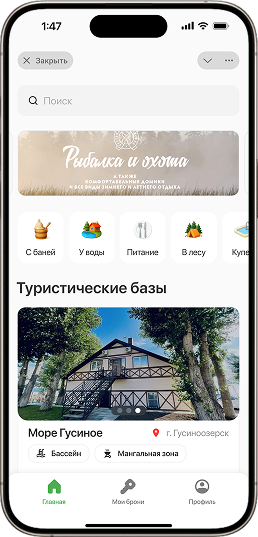 1:47
Закрыть
Поиск
Рыбалка и охота
А ТАКЖЕ
КОМФОРТАБЕЛЬНЫЕ ДОМИКИ
И ВСЕ ВИДЫ ЗИМНЕГО И ЛЕТНЕГО ОТДЫХА
С баней
У воды
Питание
В лесу
Купе
Туристические базы
Море Гусиное
г. Гусиноозерск
Бассейн
Мангальная зона
Главная
Мои брони
Профиль